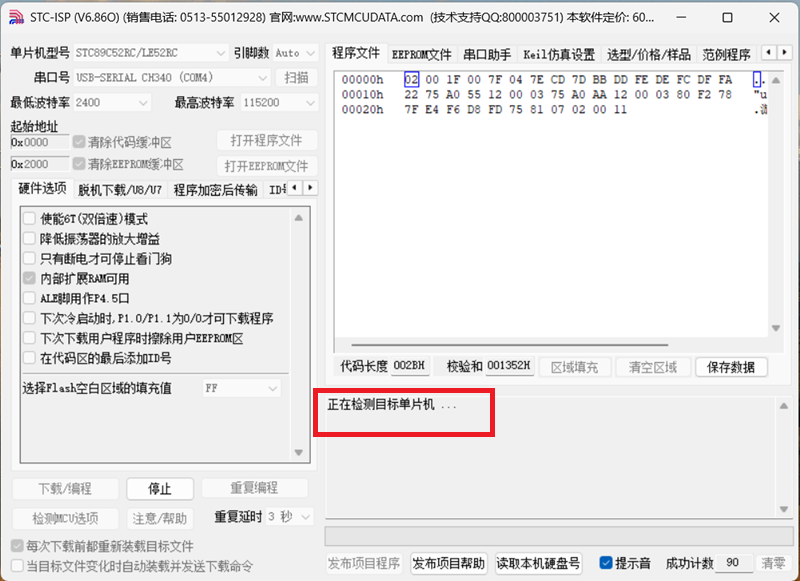 STC-ISP (V6.86O) (销售电话: 0513-55012928) 官网:www.STCMCUDATA.com (技术支持QQ:800003751) 本软件定价: 60...
单片机型号 STC89C52RC/LE52RC 引脚数 Auto
串口号 USB-SERIAL CH340 (COM4) 扫描
最低波特率 2400 最高波特率 115200
起始地址
0x0000 清除代码缓冲区 打开程序文件
0x2000 清除EEPROM缓冲区 打开EEPROM文件
硬件选项 脱机下载/U8/U7 程序加密后传输 ID
使能6T(双倍速)模式
降低振荡器的放大增益
只有断电才可停止看门狗
内部扩展RAM可用
ALE脚用作P4.5口
下次冷启动时,P1.0/P1.1为0/0才可下载程序
下次下载用户程序时擦除用户EEPROM区
在代码区的最后添加ID号
选择Flash空白区域的填充值 FF
下载/编程 停止 重复编程
检测MCU选项 注意/帮助 重复延时 3 秒
每次下载前都重新装载目标文件
当目标文件变化时自动装载并发送下载命令
程序文件 EEPROM文件 串口助手 Keil仿真设置 选型/价格/样品 范例程序
00000h 02 00 1F 00 7F 04 7E CD 7D BB DD FE DE FC DF FA ..
00010h 22 75 A0 55 12 00 03 75 A0 AA 12 00 03 80 F2 78 "u
00020h 7F E4 F6 D8 FD 75 81 07 02 00 11
代码长度 002BH 校验和 001352H 区域填充 清空区域 保存数据
正在检测目标单片机 ...
发布项目程序 发布项目帮助 读取本机硬盘号 提示音 成功计数 90 清零